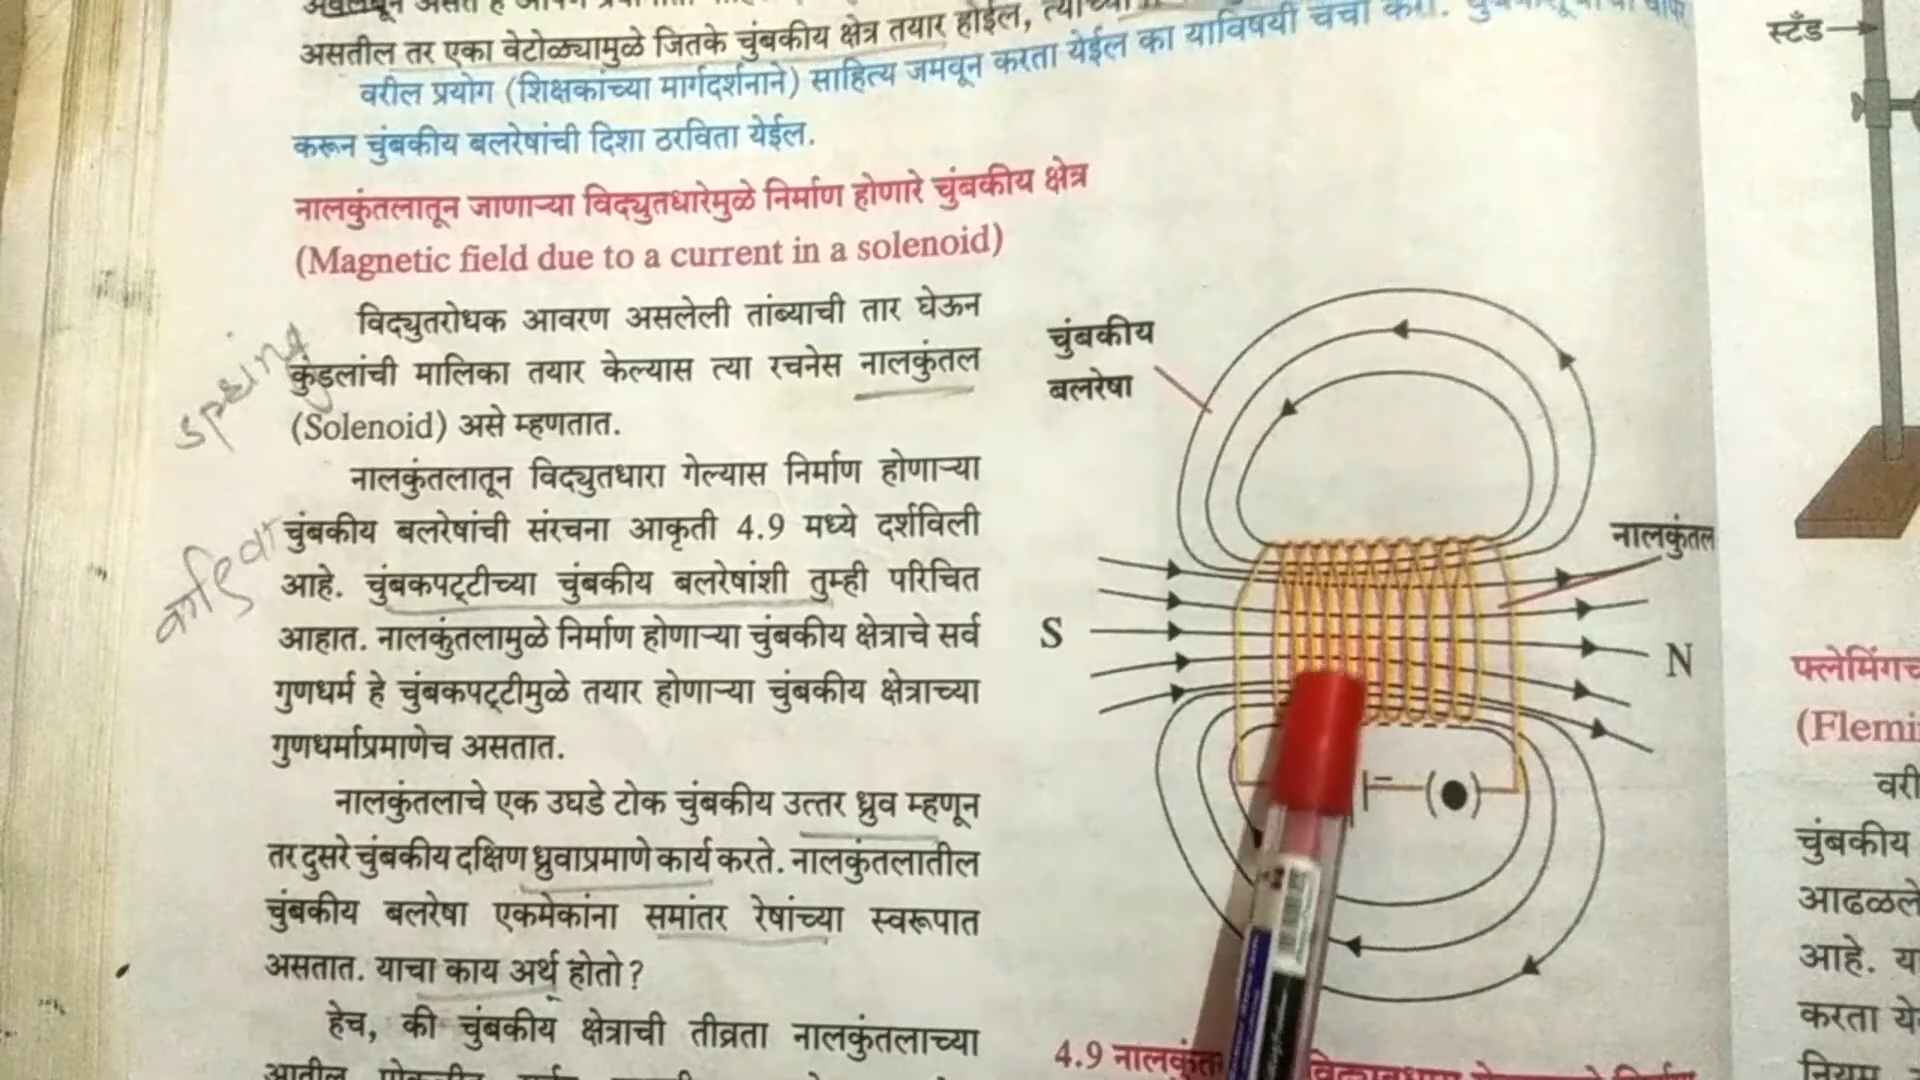 असतील तर एका वेटोळ्यामुळे जितके चुंबकीय क्षेत्र तयार होईल,
वरील प्रयोग (शिक्षकांच्या मार्गदर्शनाने) साहित्य जमवून करता येईल का याविषयी चर्चा करा.
करून चुंबकीय बलरेषांची दिशा ठरविता येईल.
नालकुंतलातून जाणाऱ्या विद्युतधारेमुळे निर्माण होणारे चुंबकीय क्षेत्र
(Magnetic field due to a current in a solenoid)
विद्युतरोधक आवरण असलेली तांब्याची तार घेऊन
कुंडलांची मालिका तयार केल्यास त्या रचनेस नालकुंतल
(Solenoid) असे म्हणतात.
नालकुंतलातून विद्युतधारा गेल्यास निर्माण होणाऱ्या
चुंबकीय बलरेषांची संरचना आकृती 4.9 मध्ये दर्शविली
आहे. चुंबकपट्टीच्या चुंबकीय बलरेषांशी तुम्ही परिचित
आहात. नालकुंतलामुळे निर्माण होणाऱ्या चुंबकीय क्षेत्राचे सर्व
गुणधर्म हे चुंबकपट्टीमुळे तयार होणाऱ्या चुंबकीय क्षेत्राच्या
गुणधर्माप्रमाणेच असतात.
नालकुंतलाचे एक उघडे टोक चुंबकीय उत्तर ध्रुव म्हणून
तर दुसरे चुंबकीय दक्षिण ध्रुवाप्रमाणे कार्य करते. नालकुंतलातील
चुंबकीय बलरेषा एकमेकांना समांतर रेषांच्या स्वरूपात
असतात. याचा काय अर्थ होतो?
हेच, की चुंबकीय क्षेत्राची तीव्रता नालकुंतलाच्या
चुंबकीय
बलरेषा
नालकुंतल
S
N
4.9
स्टँड
(Flemi
चुंबकीय
आहे.